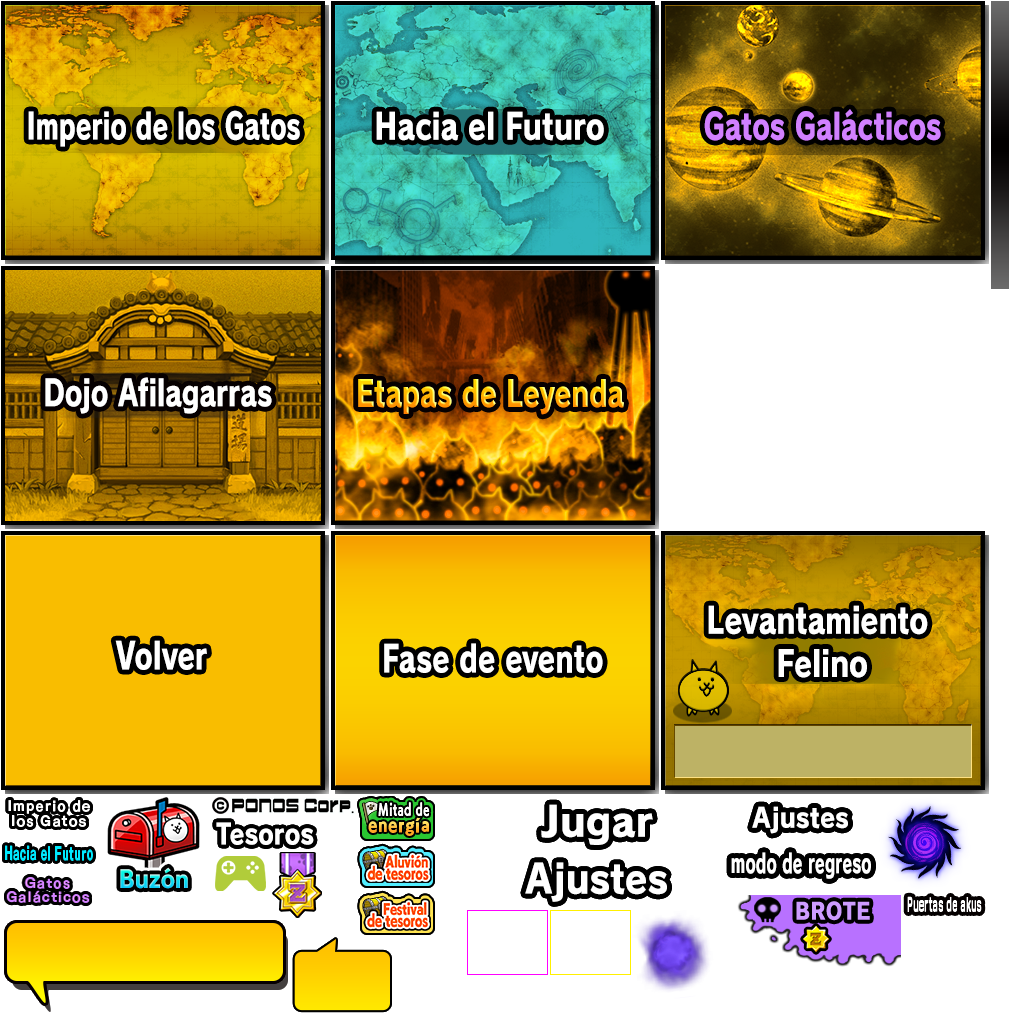 Imperio de los Gatos
Hacia el Futuro
Gatos Galácticos
Dojo Afilagarras
道場
Etapas de Leyenda
Volver
Fase de evento
Levantamiento
Felino
Imperio de
los Gatos
Hacia el Futuro
Gatos
Galácticos
Buzón
© PONOS Corp.
Tesoros
Z
Mitad de
energía
Aluvión
de tesoros
Festival
de tesoros
Jugar
Ajustes
Ajustes
modo de regreso
BROTE
Z
Puertas de akus